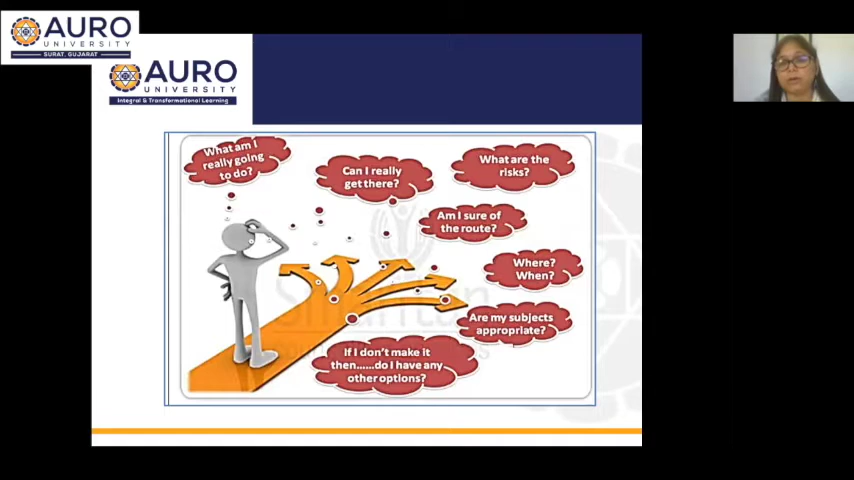 AURO
UNIVERSITY
SURAT, GUJARAT
AURO
UNIVERSITY
Integral & Transformational Learning
What am I
really going
to do?
Can I really
get there?
What are the
risks?
Am I sure of
the route?
Where?
When?
Are my subjects
appropriate?
If I don't make it
then......do I have any
other options?